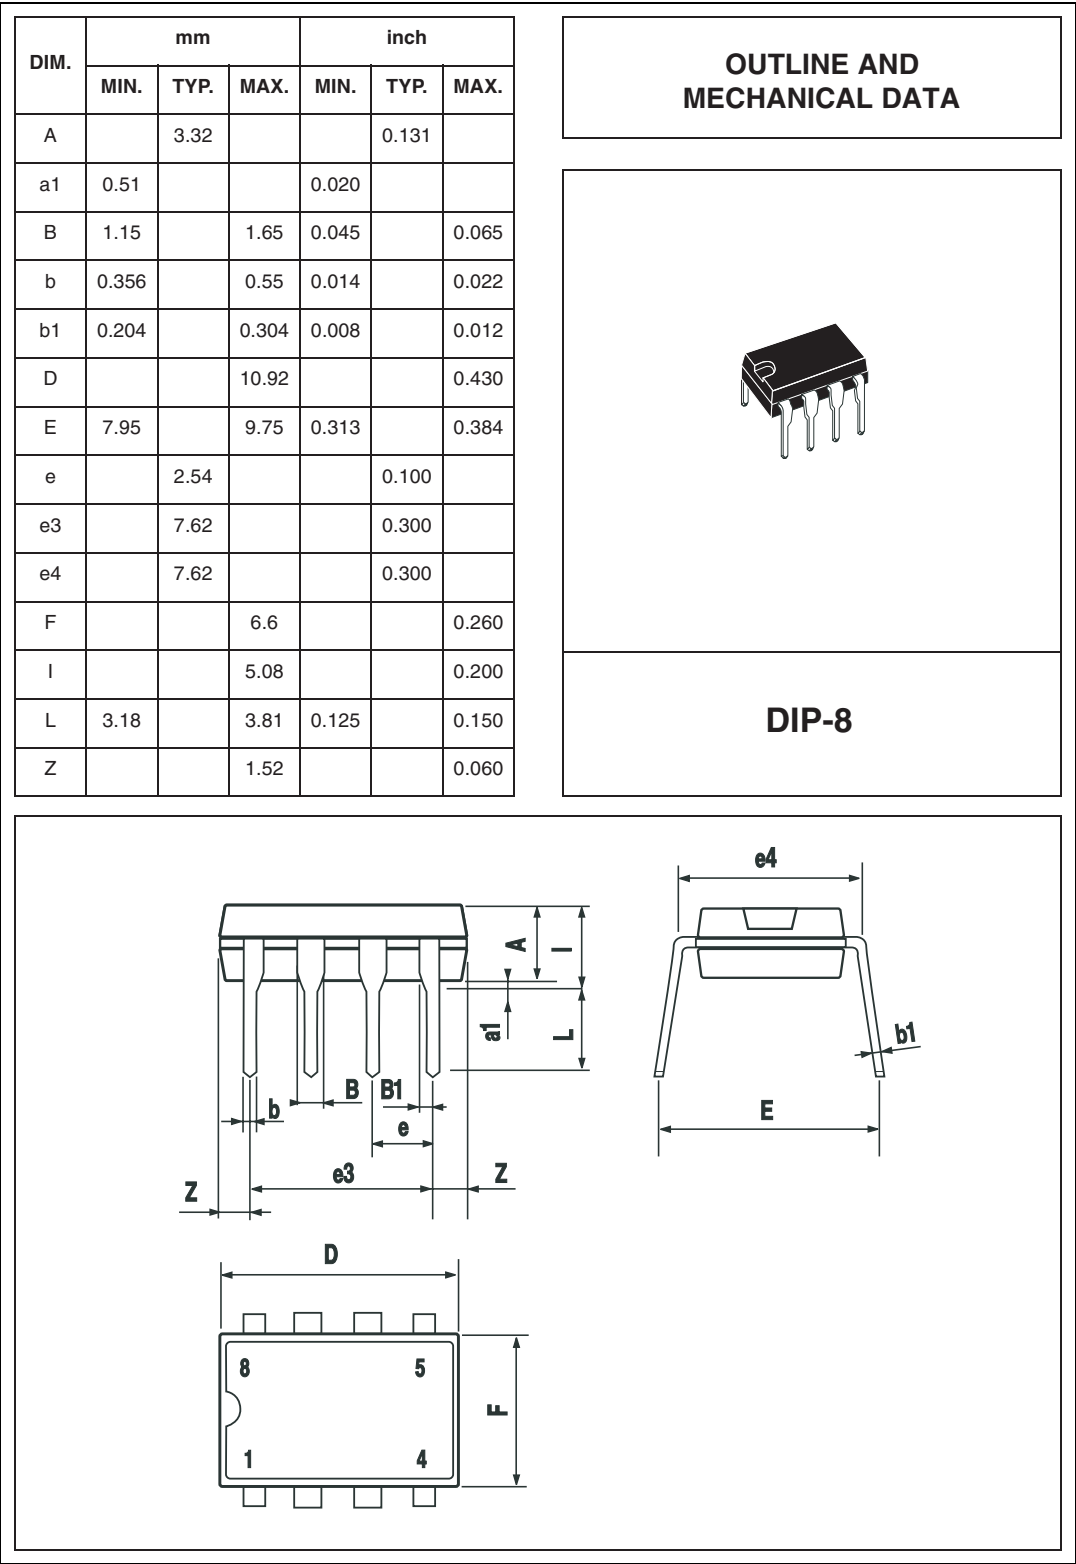 DIM. mm inch
MIN. TYP. MAX. MIN. TYP. MAX.
A 3.32 0.131
a1 0.51 0.020
B 1.15 1.65 0.045 0.065
b 0.356 0.55 0.014 0.022
b1 0.204 0.304 0.008 0.012
D 10.92 0.430
E 7.95 9.75 0.313 0.384
e 2.54 0.100
e3 7.62 0.300
e4 7.62 0.300
F 6.6 0.260
I 5.08 0.200
L 3.18 3.81 0.125 0.150
Z 1.52 0.060
OUTLINE AND
MECHANICAL DATA
DIP-8
A
I
a1
L
b
B
B1
e
e3
Z
Z
e4
b1
E
D
8 5
1 4
F